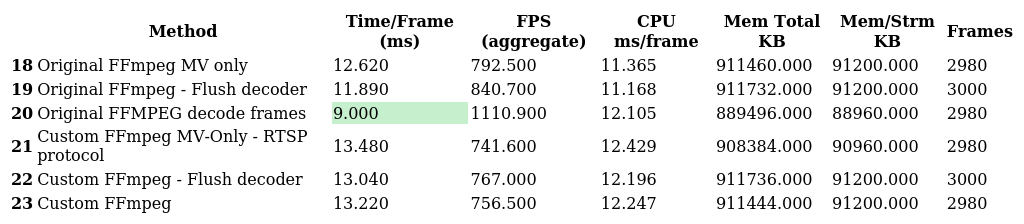 Method Time/Frame (ms) FPS (aggregate) CPU ms/frame Mem Total KB Mem/Strm KB Frames
18 Original FFmpeg MV only 12.620 792.500 11.365 911460.000 91200.000 2980
19 Original FFmpeg - Flush decoder 11.890 840.700 11.168 911732.000 91200.000 3000
20 Original FFMPEG decode frames 9.000 1110.900 12.105 889496.000 88960.000 2980
21 Custom FFmpeg MV-Only - RTSP protocol 13.480 741.600 12.429 908384.000 90960.000 2980
22 Custom FFmpeg - Flush decoder 13.040 767.000 12.196 911736.000 91200.000 3000
23 Custom FFmpeg 13.220 756.500 12.247 911444.000 91200.000 2980